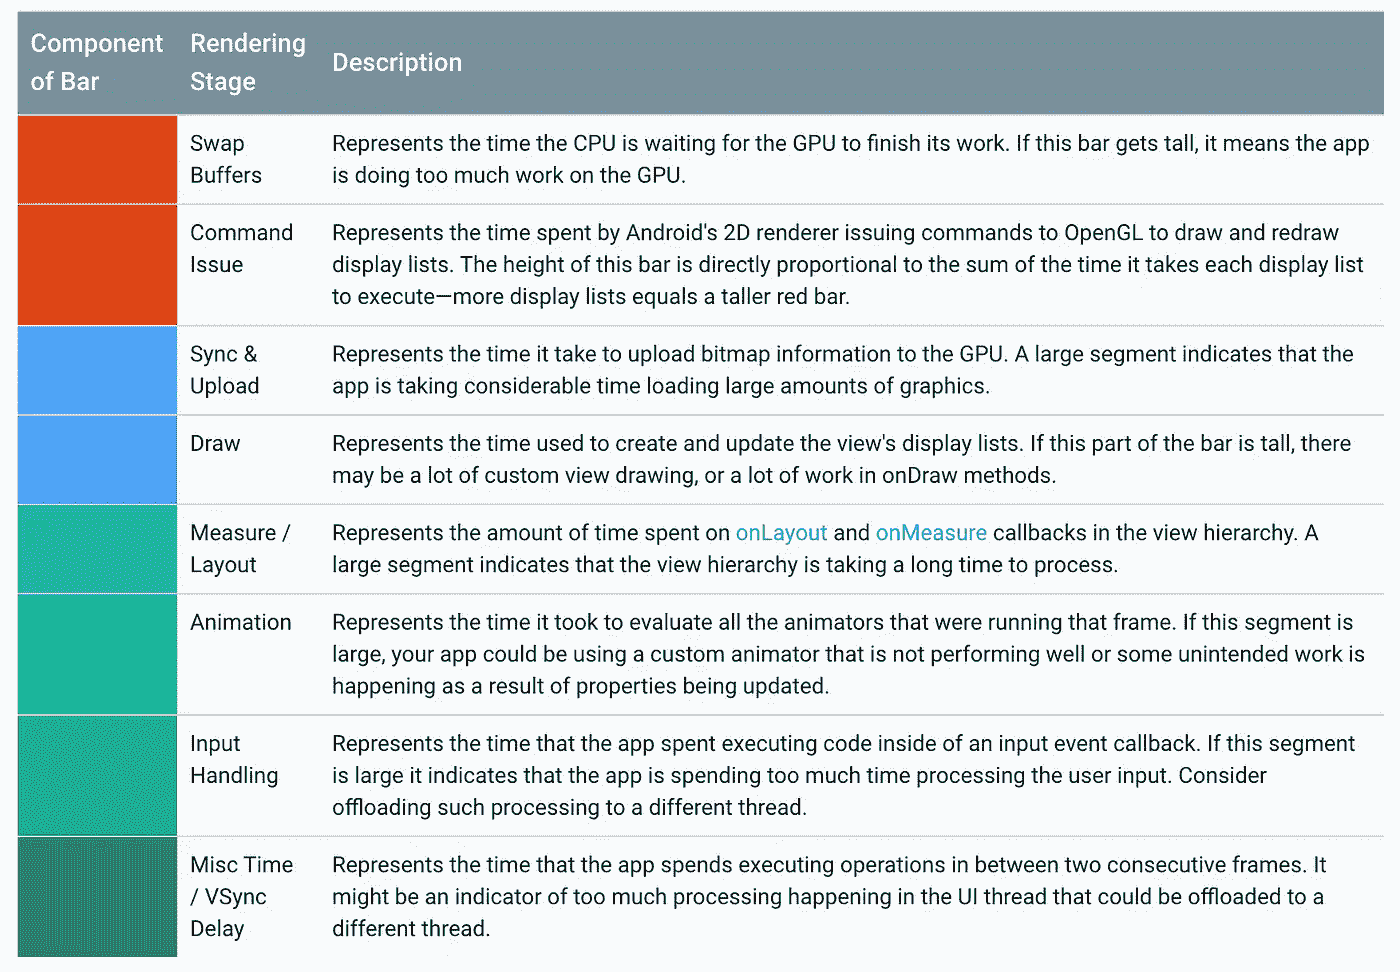 Component
of Bar
Rendering
Stage
Description
Swap
Buffers
Represents the time the CPU is waiting for the GPU to finish its work. If this bar gets tall, it means the app
is doing too much work on the GPU.
Command
Issue
Represents the time spent by Android's 2D renderer issuing commands to OpenGL to draw and redraw
display lists. The height of this bar is directly proportional to the sum of the time it takes each display list
to execute—more display lists equals a taller red bar.
Sync &
Upload
Represents the time it take to upload bitmap information to the GPU. A large segment indicates that the
app is taking considerable time loading large amounts of graphics.
Draw
Represents the time used to create and update the view's display lists. If this part of the bar is tall, there
may be a lot of custom view drawing, or a lot of work in onDraw methods.
Measure /
Layout
Represents the amount of time spent on onLayout and onMeasure callbacks in the view hierarchy. A
large segment indicates that the view hierarchy is taking a long time to process.
Animation
Represents the time it took to evaluate all the animators that were running that frame. If this segment is
large, your app could be using a custom animator that is not performing well or some unintended work is
happening as a result of properties being updated.
Input
Handling
Represents the time that the app spent executing code inside of an input event callback. If this segment
is large it indicates that the app is spending too much time processing the user input. Consider
offloading such processing to a different thread.
Misc Time
/ VSync
Delay
Represents the time that the app spends executing operations in between two consecutive frames. It
might be an indicator of too much processing happening in the UI thread that could be offloaded to a
different thread.